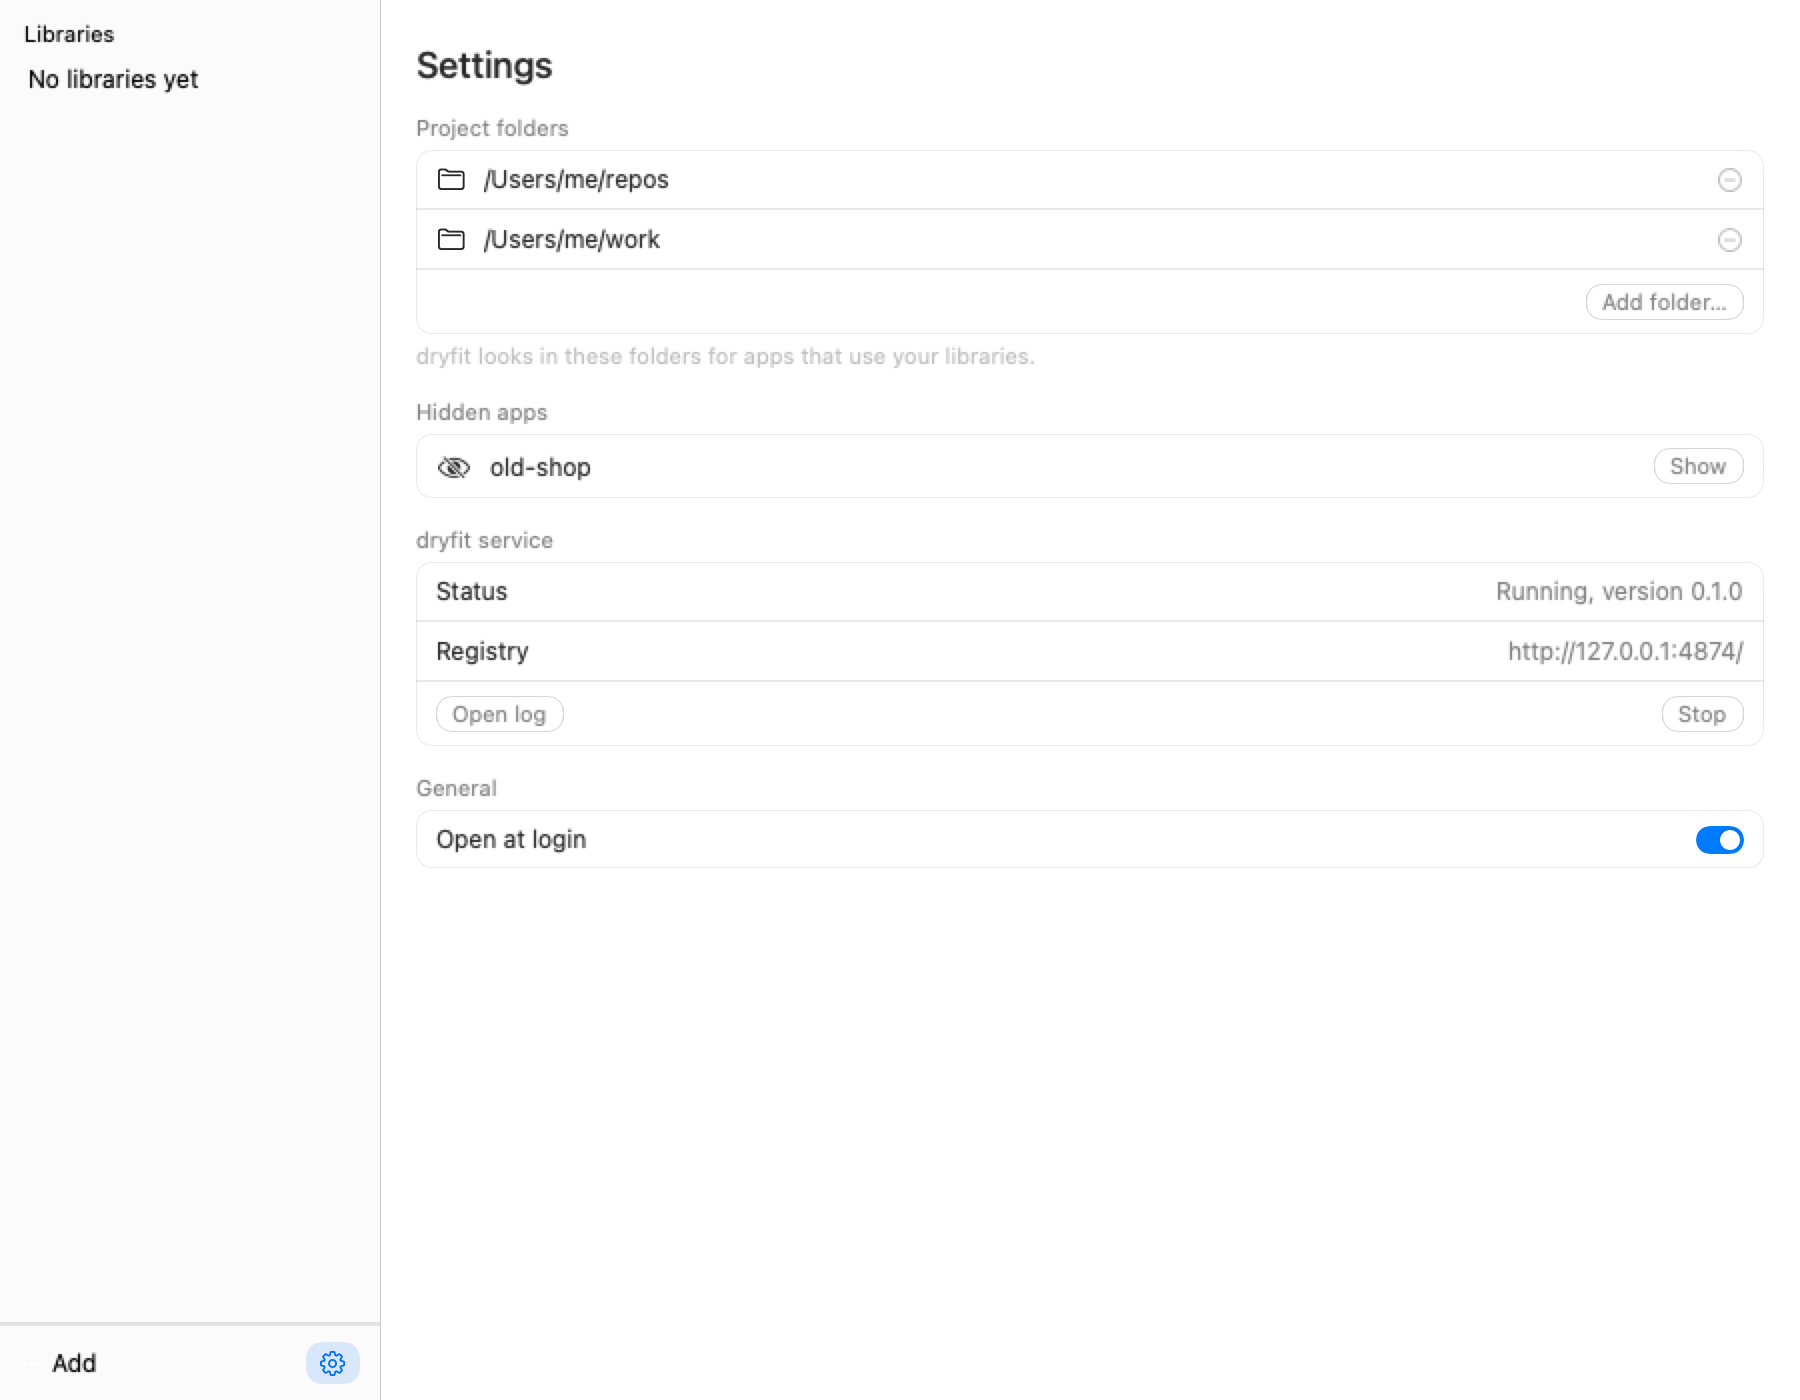 Libraries
No libraries yet
Settings
Project folders
/Users/me/repos
/Users/me/work
Add folder...
dryfit looks in these folders for apps that use your libraries.
Hidden apps
old-shop
Show
dryfit service
Status
Running, version 0.1.0
Registry
http://127.0.0.1:4874/
Open log
Stop
General
Open at login
Add